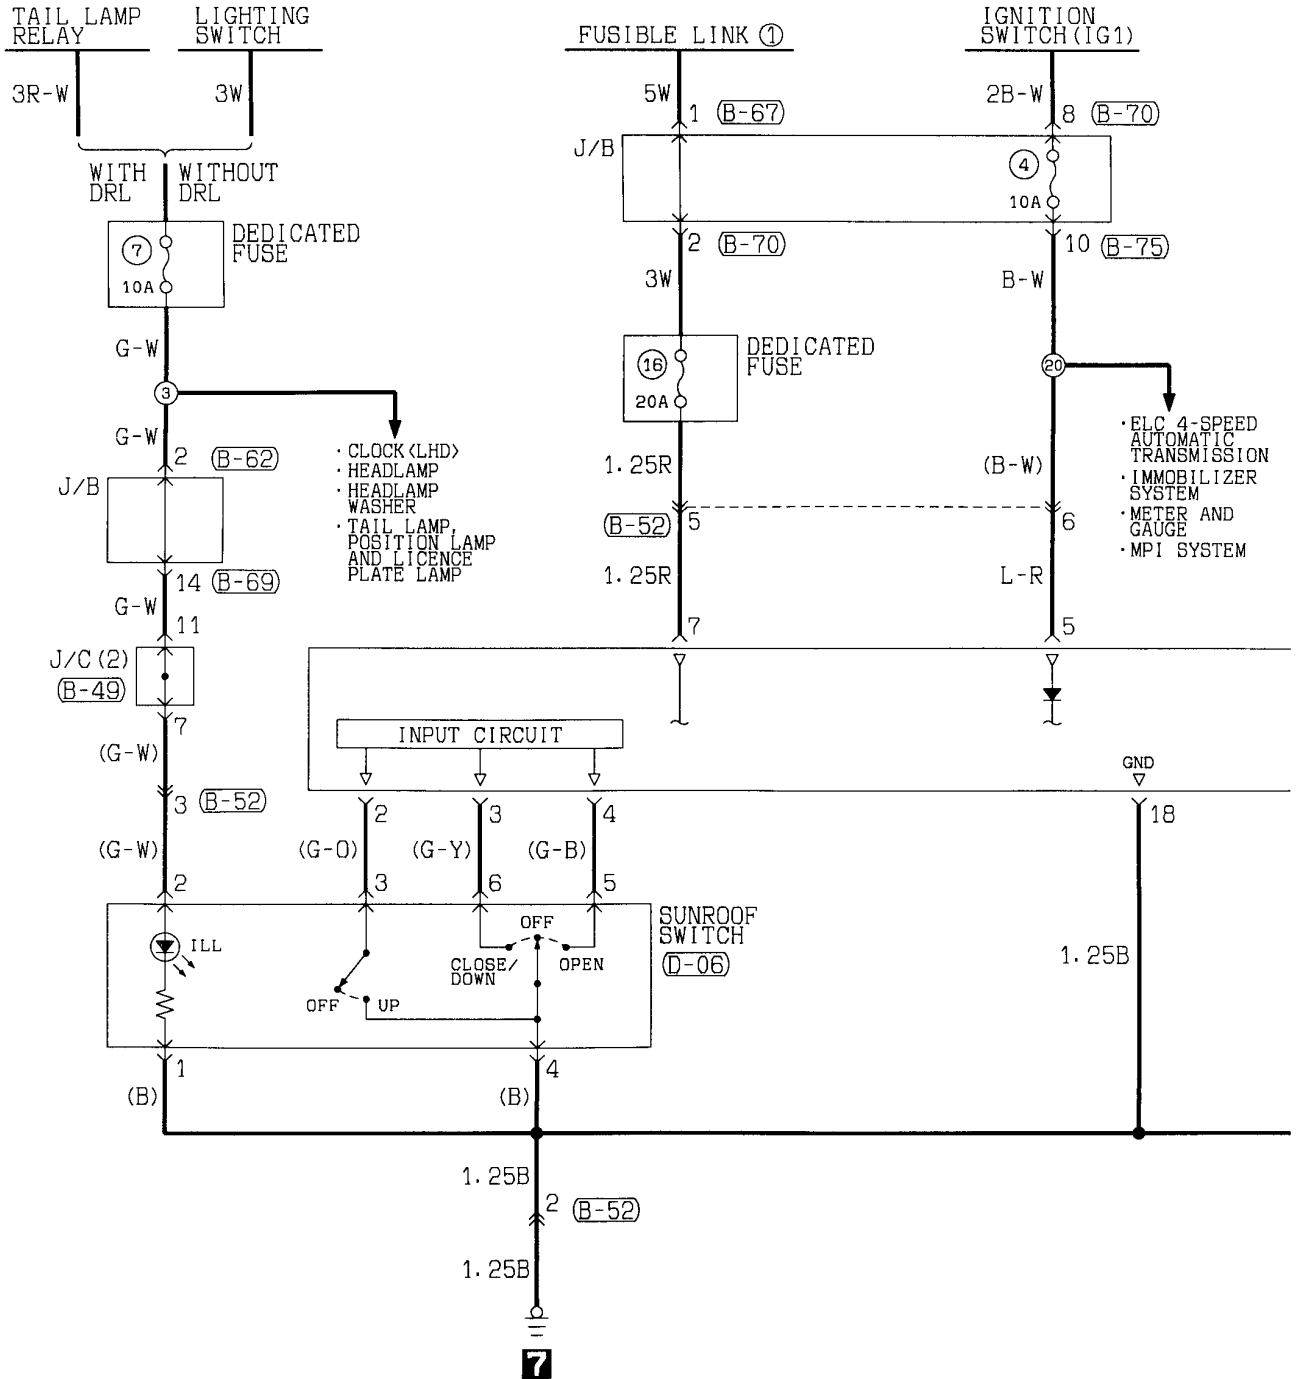 TAIL LAMP
RELAY
LIGHTING
SWITCH
FUSIBLE LINK ①
IGNITION
SWITCH(IG1)
3R-W
3W
5W
1 (B-67)
2B-W
8 (B-70)
WITH
DRL
WITHOUT
DRL
J/B
4
10A
7
10A
DEDICATED
FUSE
2 (B-70)
10 (B-75)
3W
B-W
G-W
16
20A
DEDICATED
FUSE
20
3
G-W
2 (B-62)
· CLOCK<LHD>
· HEADLAMP
· HEADLAMP
WASHER
· TAIL LAMP,
POSITION LAMP
AND LICENCE
PLATE LAMP
· ELC 4-SPEED
AUTOMATIC
TRANSMISSION
· IMMOBILIZER
SYSTEM
· METER AND
GAUGE
· MPI SYSTEM
J/B
1.25R
(B-W)
(B-52) 5
6
14 (B-69)
1.25R
L-R
G-W
11
7
5
J/C(2)
(B-49)
7
INPUT CIRCUIT
(G-W)
GND
3 (B-52)
2
3
4
18
(G-W)
(G-O)
(G-Y)
(G-B)
2
3
6
5
SUNROOF
SWITCH
(D-06)
ILL
OFF
CLOSE/
DOWN
OPEN
OFF
UP
1.25B
1
4
(B)
(B)
1.25B
2 (B-52)
1.25B
7